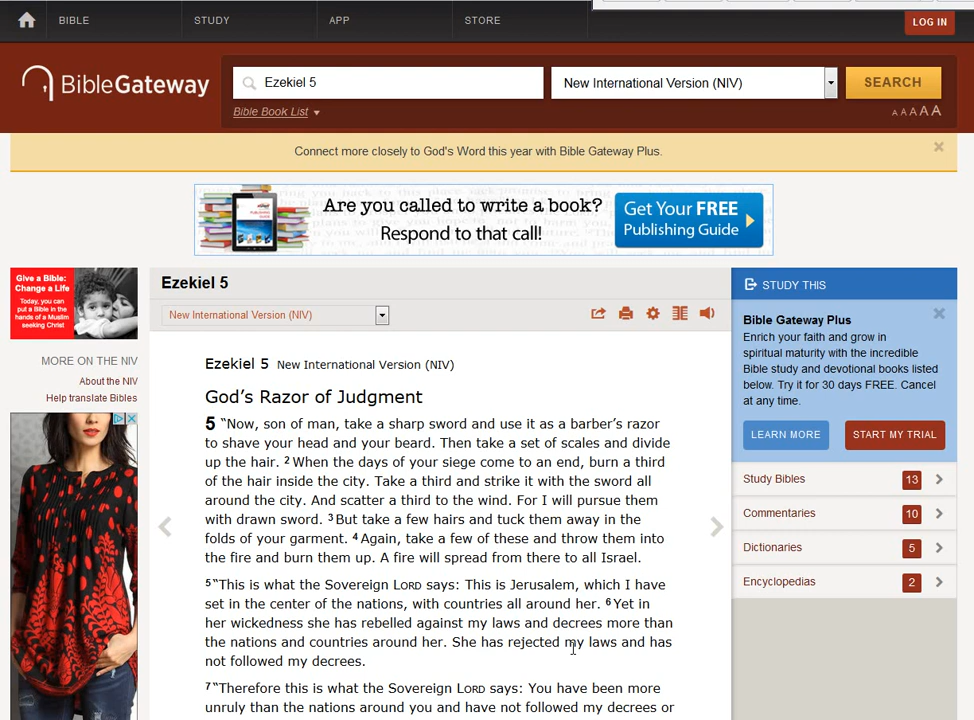 BIBLE STUDY APP STORE LOG IN
BibleGateway
Ezekiel 5
New International Version (NIV)
SEARCH
Bible Book List
A A A A A
Connect more closely to God's Word this year with Bible Gateway Plus.
Are you called to write a book?
Respond to that call!
Get Your FREE
Publishing Guide
Give a Bible:
Change a Life
Today, you can
put a Bible in the
hands of a Muslim
seeking Christ
MORE ON THE NIV
About the NIV
Help translate Bibles
Ezekiel 5
New International Version (NIV)
Ezekiel 5 New International Version (NIV)
God's Razor of Judgment
5 “Now, son of man, take a sharp sword and use it as a barber's razor
to shave your head and your beard. Then take a set of scales and divide
up the hair. 2 When the days of your siege come to an end, burn a third
of the hair inside the city. Take a third and strike it with the sword all
around the city. And scatter a third to the wind. For I will pursue them
with drawn sword. 3 But take a few hairs and tuck them away in the
folds of your garment. 4 Again, take a few of these and throw them into
the fire and burn them up. A fire will spread from there to all Israel.
5 “This is what the Sovereign LORD says: This is Jerusalem, which I have
set in the center of the nations, with countries all around her. 6 Yet in
her wickedness she has rebelled against my laws and decrees more than
the nations and countries around her. She has rejected my laws and has
not followed my decrees.
7 “Therefore this is what the Sovereign LORD says: You have been more
unruly than the nations around you and have not followed my decrees or
STUDY THIS
Bible Gateway Plus
Enrich your faith and grow in
spiritual maturity with the incredible
Bible study and devotional books listed
below. Try it for 30 days FREE. Cancel
at any time.
LEARN MORE
START MY TRIAL
Study Bibles 13
Commentaries 10
Dictionaries 5
Encyclopedias 2